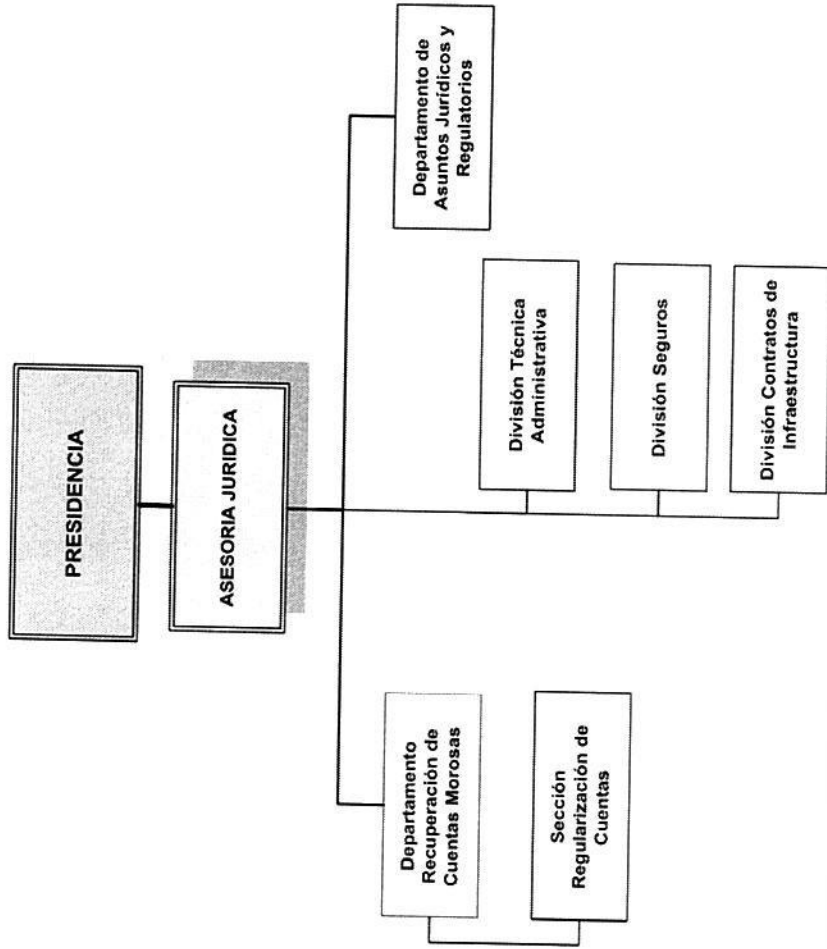 PRESIDENCIA
ASESORIA JURIDICA
Departamento
Recuperación de
Cuentas Morosas
Sección
Regularización de
Cuentas
División Técnica
Administrativa
División Seguros
División Contratos de
Infraestructura
Departamento de
Asuntos Jurídicos y
Regulatorios